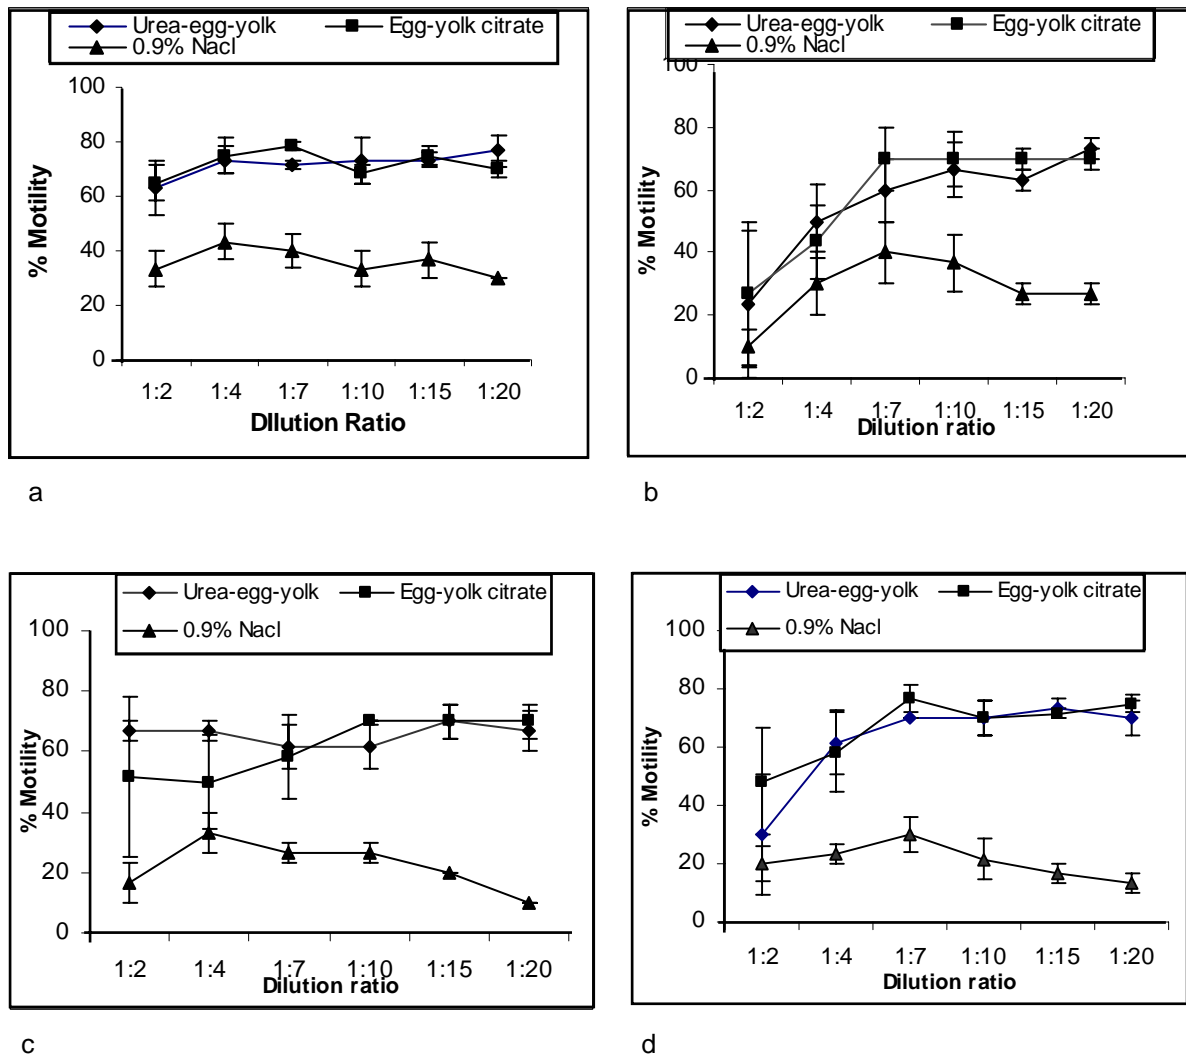 Urea-egg-yolk Egg-yolk citrate
0.9% Nacl
100
80
60
40
20
0
% Motility
1:2 1:4 1:7 1:10 1:15 1:20
DIlution Ratio
a
Urea-egg-yolk Egg-yolk citrate
0.9% Nacl
100
80
60
40
20
0
% Motility
1:2 1:4 1:7 1:10 1:15 1:20
Dilution ratio
b
Urea-egg-yolk Egg-yolk citrate
0.9% Nacl
100
80
60
40
20
0
% Motility
1:2 1:4 1:7 1:10 1:15 1:20
Dilution ratio
c
Urea-egg-yolk Egg-yolk citrate
0.9% Nacl
100
80
60
40
20
0
% Motility
1:2 1:4 1:7 1:10 1:15 1:20
Dilution ratio
d